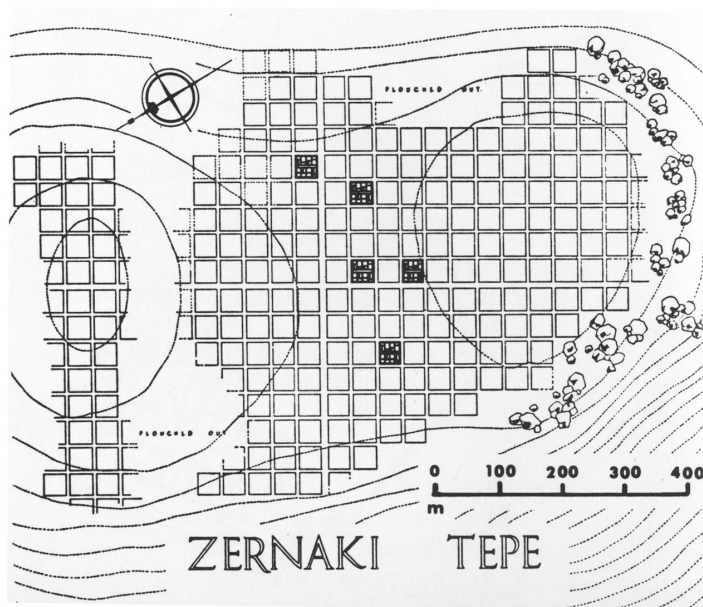 PLOUGHED OUT.
PLOUGHED OUT
0 100 200 300 400
m
ZERNAKI TEPE